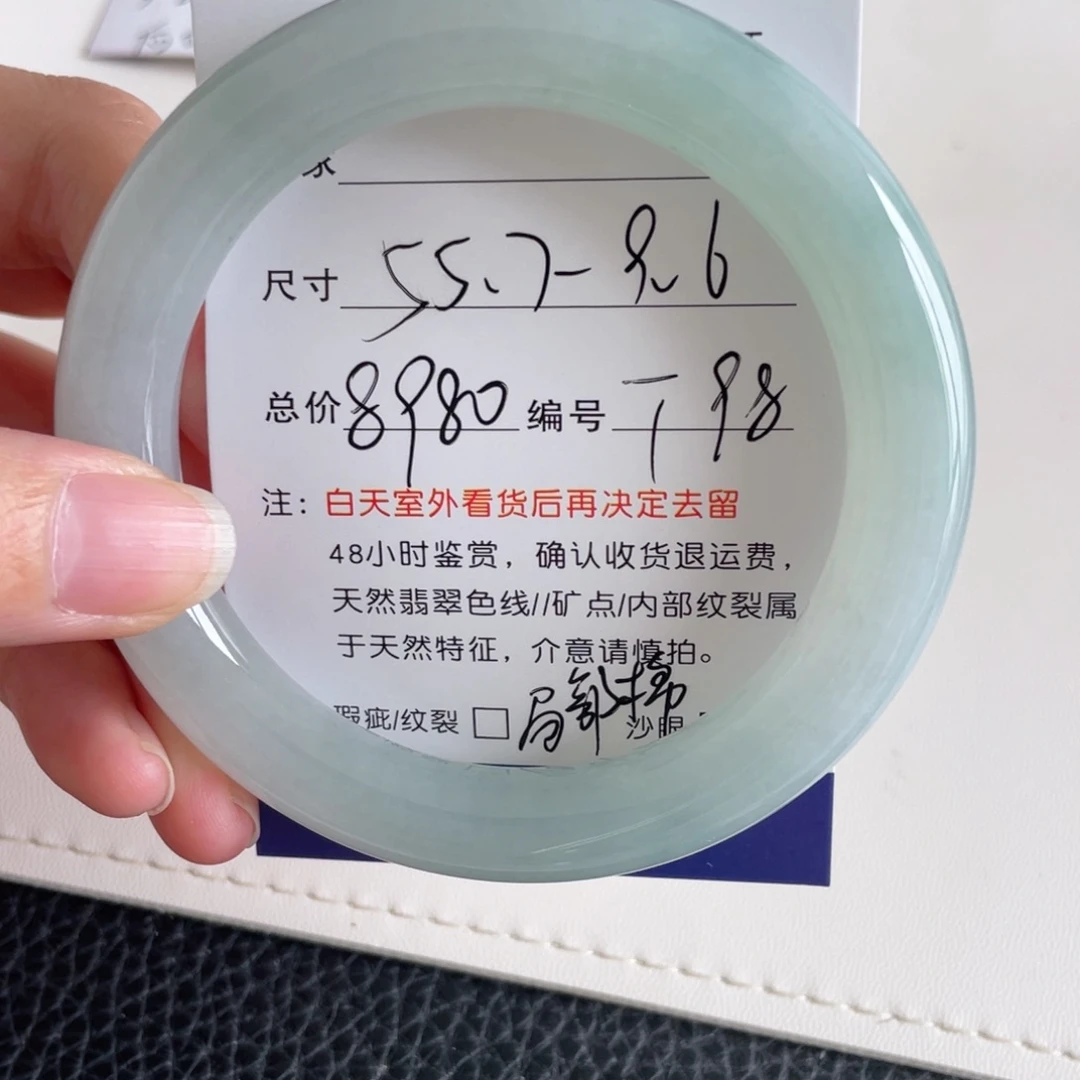 家
尺寸 55.7-9.6
总价 8980 编号 T98
注：白天室外看货后再决定去留
48小时鉴赏，确认收货退运费，
天然翡翠色线//矿点/内部纹裂属
于天然特征，介意请慎拍。
瑕疵/纹裂 □ 局部棉 沙眼